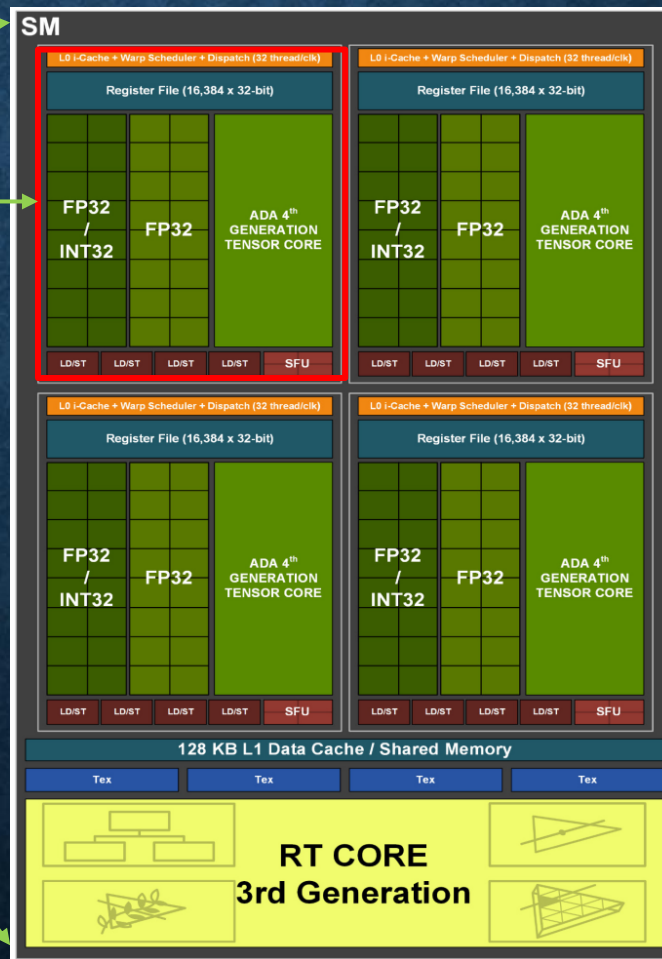 SM
L0 i-Cache + Warp Scheduler + Dispatch (32 thread/clk)
Register File (16,384 x 32-bit)
FP32
/
INT32
FP32
ADA 4th
GENERATION
TENSOR CORE
LD/ST LD/ST LD/ST LD/ST SFU
L0 i-Cache + Warp Scheduler + Dispatch (32 thread/clk)
Register File (16,384 x 32-bit)
FP32
/
INT32
FP32
ADA 4th
GENERATION
TENSOR CORE
LD/ST LD/ST LD/ST LD/ST SFU
L0 i-Cache + Warp Scheduler + Dispatch (32 thread/clk)
Register File (16,384 x 32-bit)
FP32
/
INT32
FP32
ADA 4th
GENERATION
TENSOR CORE
LD/ST LD/ST LD/ST LD/ST SFU
L0 i-Cache + Warp Scheduler + Dispatch (32 thread/clk)
Register File (16,384 x 32-bit)
FP32
/
INT32
FP32
ADA 4th
GENERATION
TENSOR CORE
LD/ST LD/ST LD/ST LD/ST SFU
128 KB L1 Data Cache / Shared Memory
Tex Tex Tex Tex
RT CORE
3rd Generation